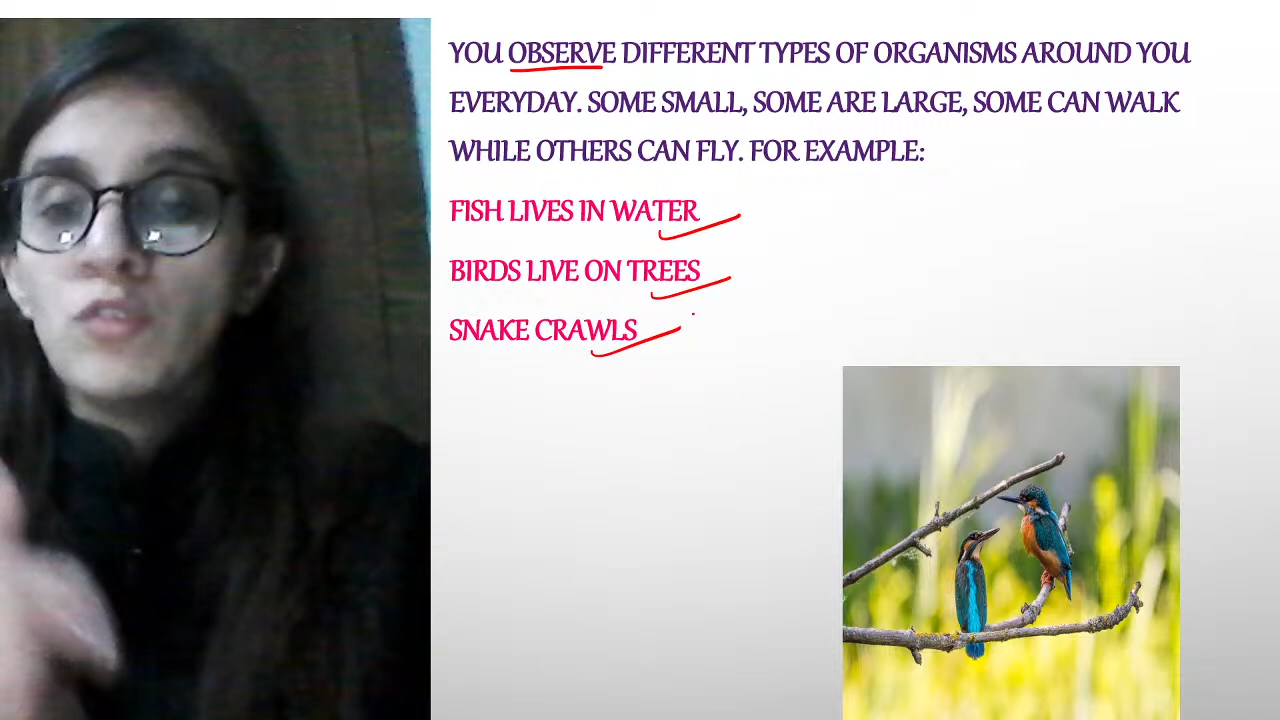 YOU OBSERVE DIFFERENT TYPES OF ORGANISMS AROUND YOU
EVERYDAY. SOME SMALL, SOME ARE LARGE, SOME CAN WALK
WHILE OTHERS CAN FLY. FOR EXAMPLE:
FISH LIVES IN WATER
BIRDS LIVE ON TREES
SNAKE CRAWLS